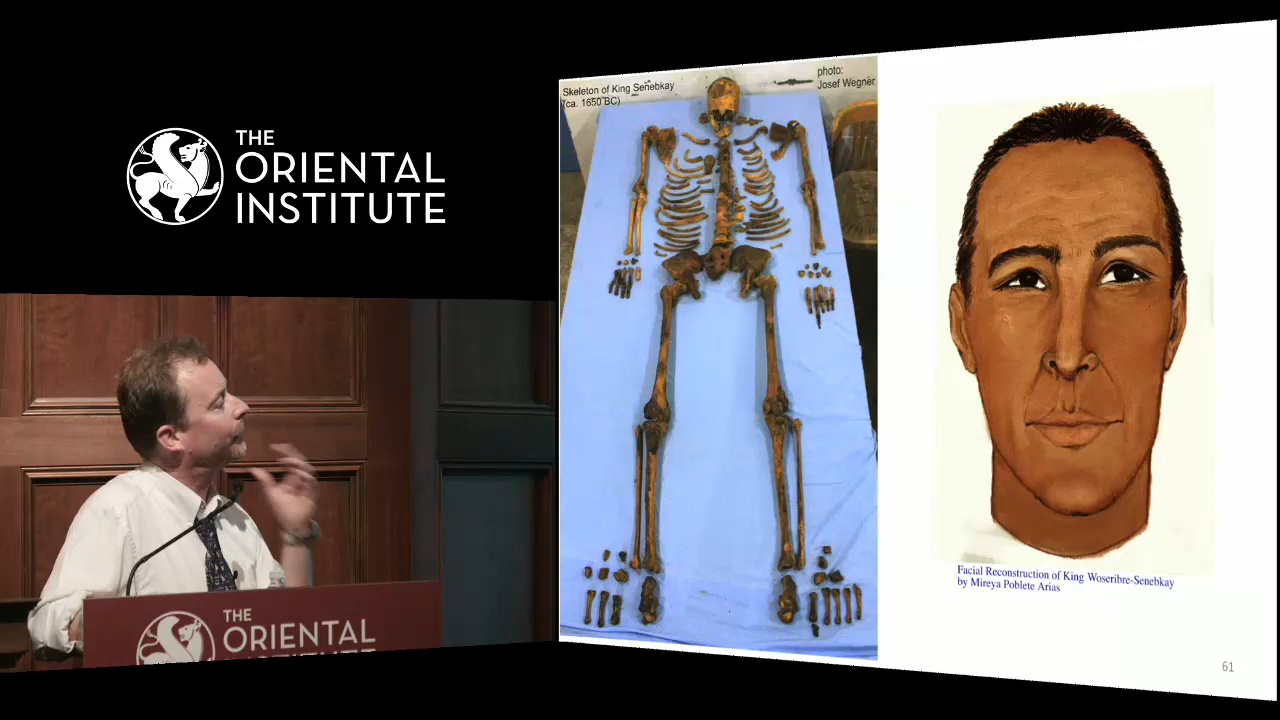 THE
ORIENTAL
INSTITUTE
THE
ORIENTAL
Skeleton of King Senebkay
(ca. 1650 BC)
photo:
Josef Wegner
Facial Reconstruction of King Woseribre-Senebkay
by Mireya Poblete Arias
61